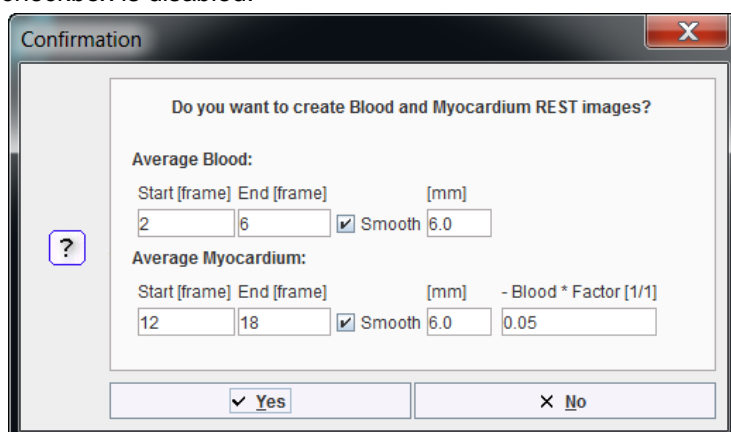 checkbox is disabled.
Confirmation
X
Do you want to create Blood and Myocardium REST images?
Average Blood:
Start [frame] End [frame] [mm]
2 6 Smooth 6.0
?
Average Myocardium:
Start [frame] End [frame] [mm] - Blood * Factor [1/1]
12 18 Smooth 6.0 0.05
Yes No